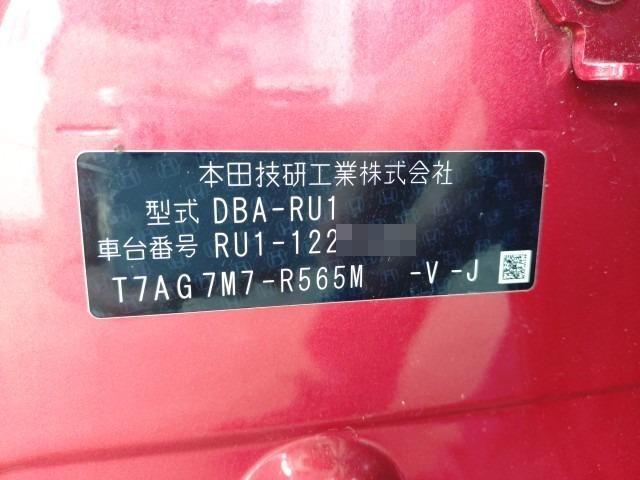 本田技研工業株式会社
型式 DBA-RU1
車台番号 RU1-122
T7AG7M7-R565M -V -J